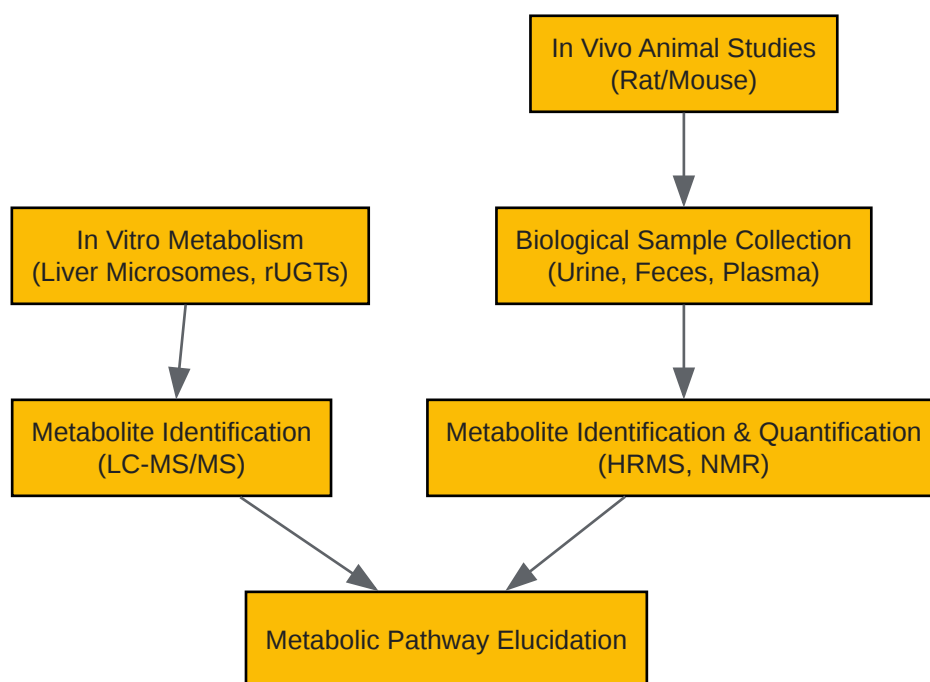 In Vivo Animal Studies
(Rat/Mouse)
In Vitro Metabolism
(Liver Microsomes, rUGTs)
Biological Sample Collection
(Urine, Feces, Plasma)
Metabolite Identification
(LC-MS/MS)
Metabolite Identification & Quantification
(HRMS, NMR)
Metabolic Pathway Elucidation